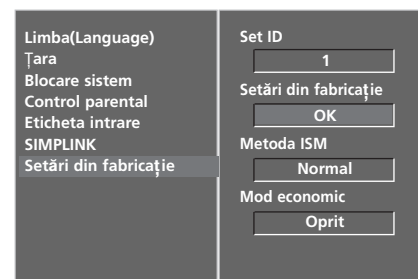 Limba(Language)
Țara
Blocare sistem
Control parental
Eticheta intrare
SIMPLINK
Setări din fabricație
Set ID
1
Setări din fabricație
OK
Metoda ISM
Normal
Mod economic
Oprit